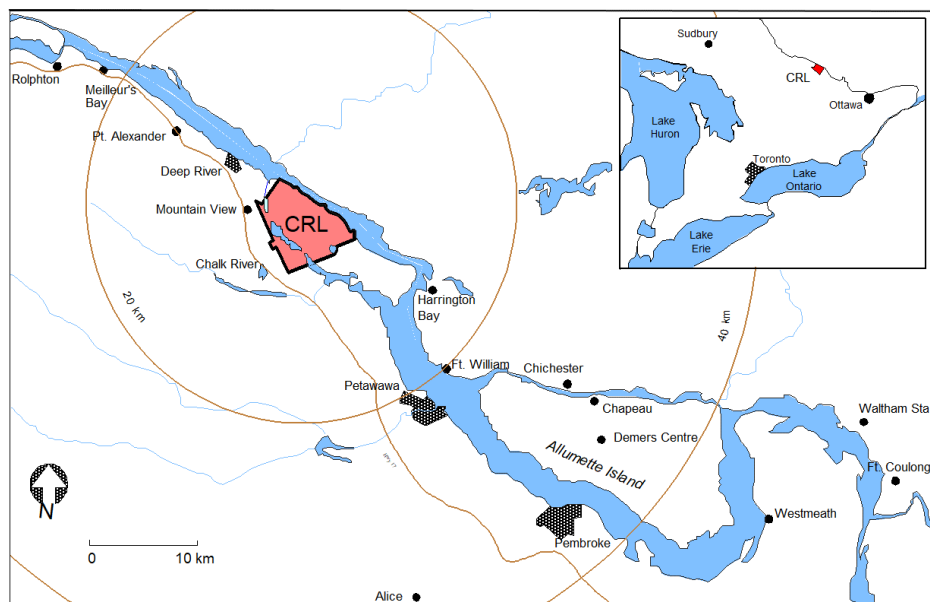 Rolphton
Meilleur's
Bay
Pt. Alexander
Deep River
Mountain View
CRL
Chalk River
20 km
Harrington
Bay
40 km
Ft. William
Chichester
Petawawa
Chapeau
Waltham Sta
Demers Centre
Allumette Island
Ft. Coulong
Hwy 17
N
Westmeath
Pembroke
0 10 km
Alice
Sudbury
CRL
Ottawa
Lake
Huron
Toronto
Lake
Ontario
Lake
Erie